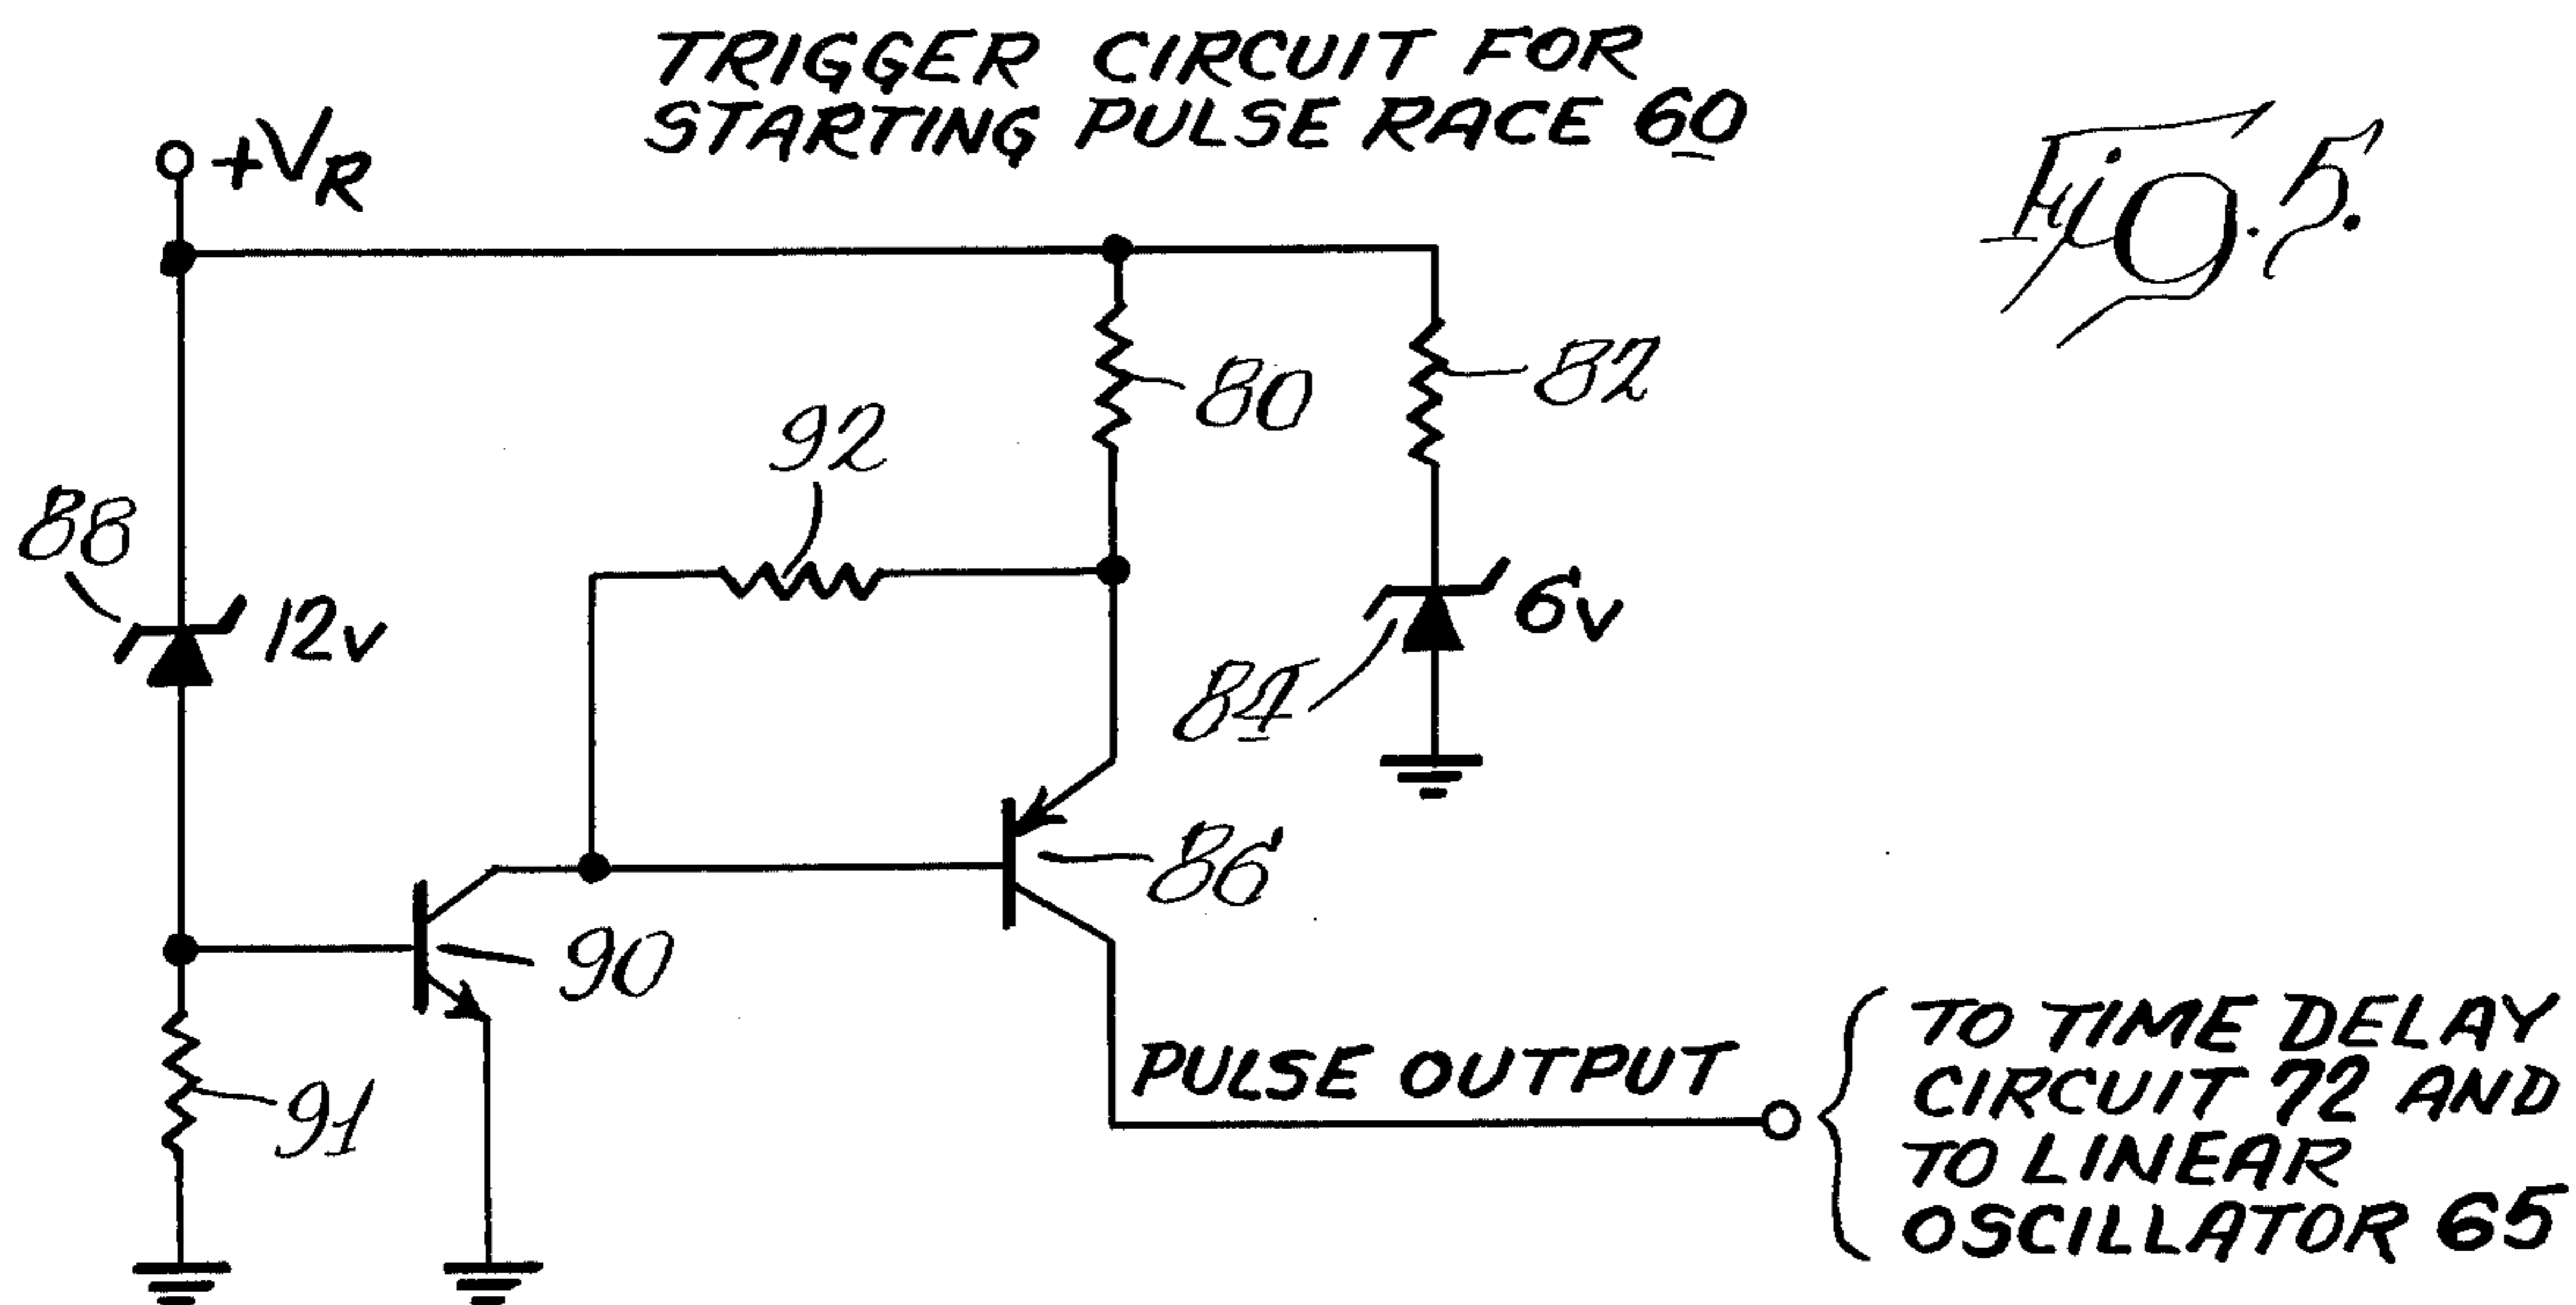 TRIGGER CIRCUIT FOR
STARTING PULSE RACE 60
Fig. 5.
+VR
80
82
92
88
12v
6v
84
86
90
91
PULSE OUTPUT
TO TIME DELAY
CIRCUIT 72 AND
TO LINEAR
OSCILLATOR 65